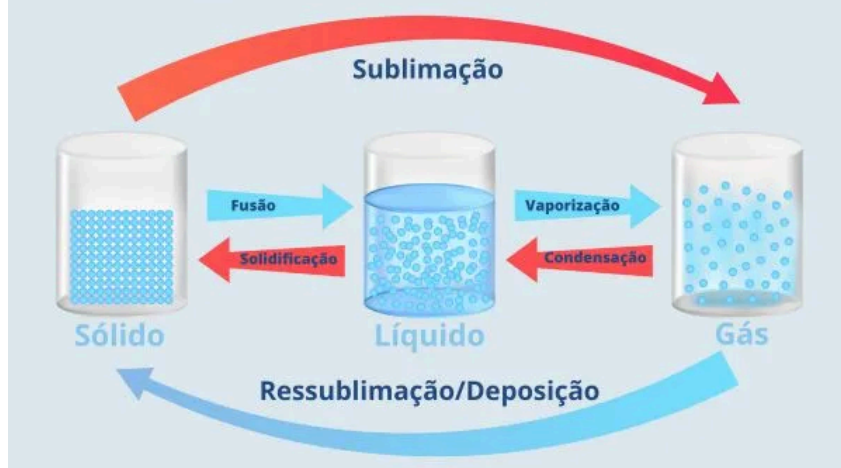 Sublimação
Fusão
Vaporização
Solidificação
Condensação
Sólido
Líquido
Gás
Ressublimação/Deposição